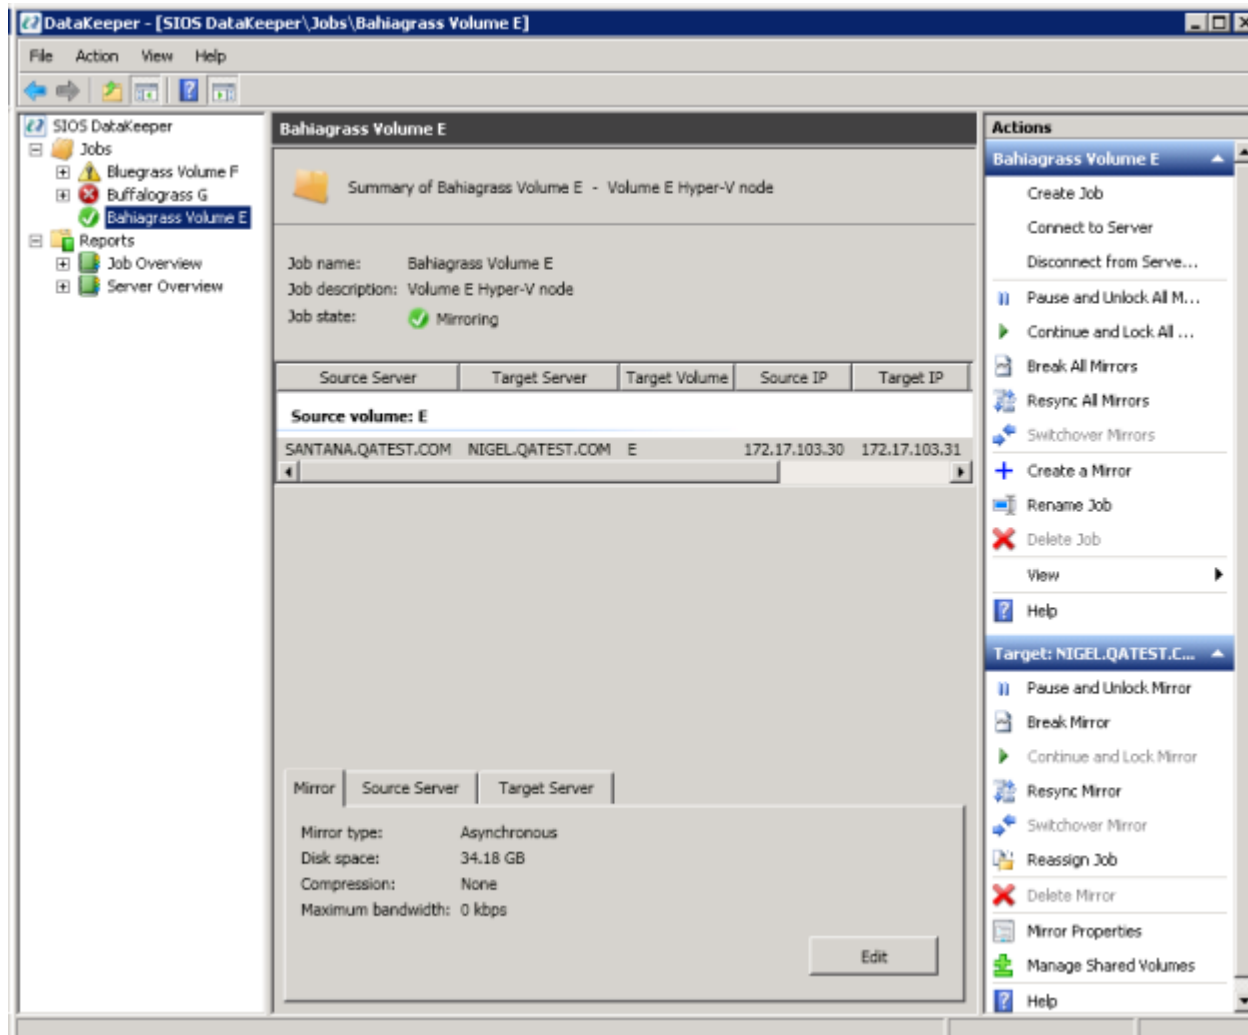 DataKeeper - [SIOS DataKeeper\Jobs\Bahiagrass Volume E]
File Action View Help
SIOS DataKeeper
Jobs
Bluegrass Volume F
Buffalograss G
Bahiagrass Volume E
Reports
Job Overview
Server Overview
Bahiagrass Volume E
Summary of Bahiagrass Volume E - Volume E Hyper-V node
Job name: Bahiagrass Volume E
Job description: Volume E Hyper-V node
Job state: Mirroring
Source Server Target Server Target Volume Source IP Target IP
Source volume: E
SANTANA.QATEST.COM NIGEL.QATEST.COM E 172.17.103.30 172.17.103.31
Mirror Source Server Target Server
Mirror type: Asynchronous
Disk space: 34.18 GB
Compression: None
Maximum bandwidth: 0 kbps
Edit
Actions
Bahiagrass Volume E
Create Job
Connect to Server
Disconnect from Serve...
Pause and Unlock All M...
Continue and Lock All ...
Break All Mirrors
Resync All Mirrors
Switchover Mirrors
Create a Mirror
Rename Job
Delete Job
View
Help
Target: NIGEL.QATEST.C...
Pause and Unlock Mirror
Break Mirror
Continue and Lock Mirror
Resync Mirror
Switchover Mirror
Reassign Job
Delete Mirror
Mirror Properties
Manage Shared Volumes
Help